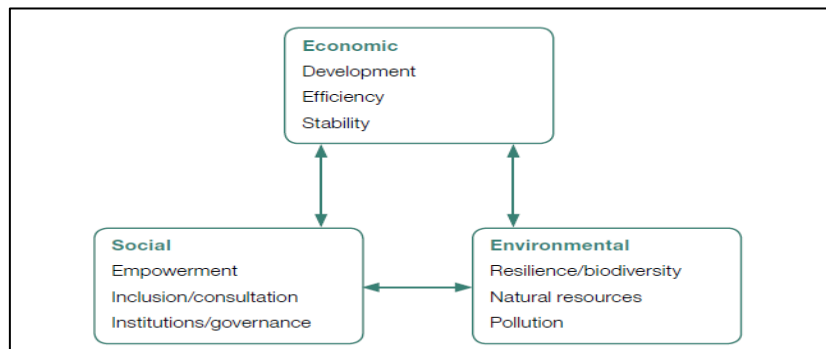 Economic
Development
Efficiency
Stability
Social
Empowerment
Inclusion/consultation
Institutions/governance
Environmental
Resilience/biodiversity
Natural resources
Pollution